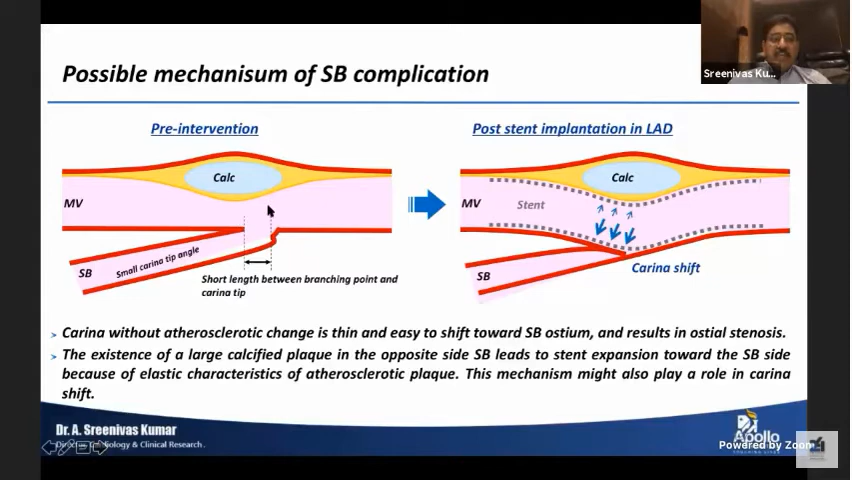 Possible mechanisum of SB complication
Sreenivas Ku...
Pre-intervention
Post stent implantation in LAD
Calc
Calc
MV
MV
Stent
SB
Small carina tip angle
SB
Carina shift
Short length between branching point and
carina tip
Carina without atherosclerotic change is thin and easy to shift toward SB ostium, and results in ostial stenosis.
The existence of a large calcified plaque in the opposite side SB leads to stent expansion toward the SB side
because of elastic characteristics of atherosclerotic plaque. This mechanism might also play a role in carina
shift.
Dr. A. Sreenivas Kumar
Cardiology & Clinical Research.
Apollo
Powered by Zoom